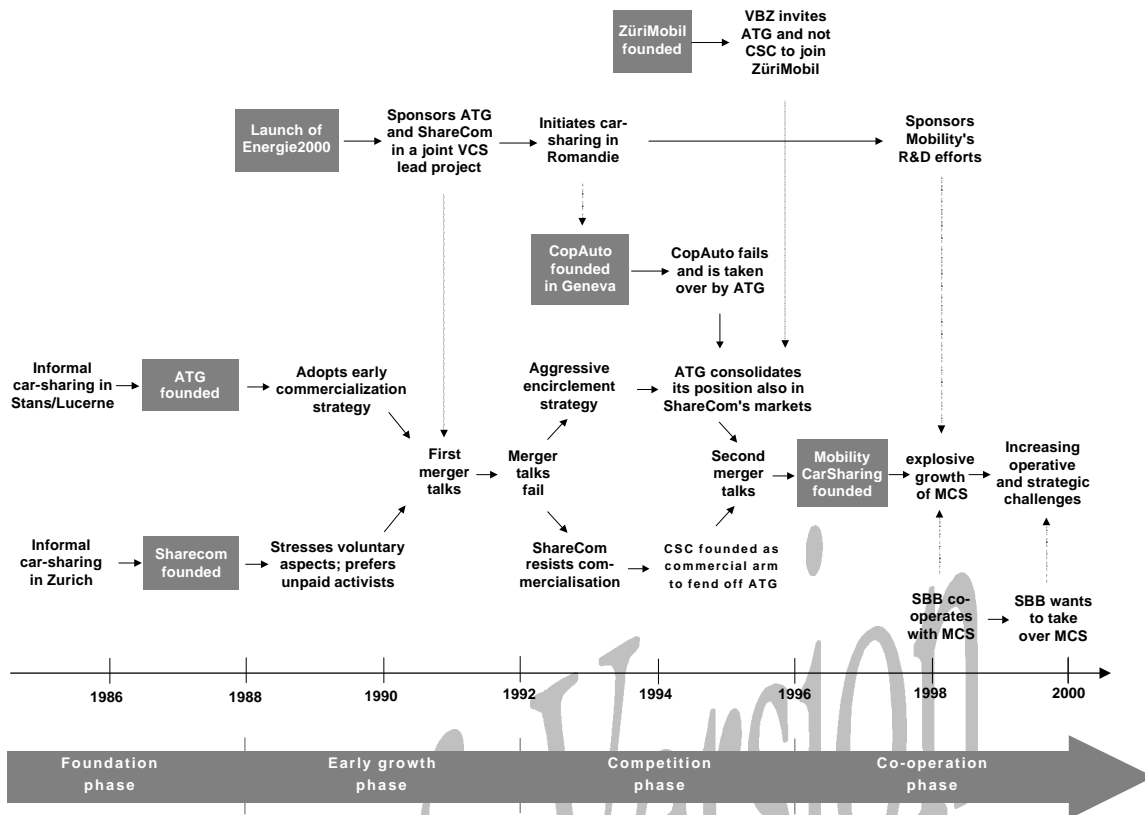 ZüriMobil
founded
VBZ invites
ATG and not
CSC to join
ZüriMobil
Launch of
Energie2000
Sponsors ATG
and ShareCom
in a joint VCS
lead project
Initiates car-
sharing in
Romandie
Sponsors
Mobility's
R&D efforts
CopAuto
founded
in Geneva
CopAuto fails
and is taken
over by ATG
Informal
car-sharing in
Stans/Lucerne
ATG
founded
Adopts early
commercialization
strategy
Aggressive
encirclement
strategy
ATG consolidates
its position also in
ShareCom's markets
First
merger
talks
Merger
talks
fail
Second
merger
talks
Mobility
CarSharing
founded
explosive
growth
of MCS
Increasing
operative
and strategic
challenges
Informal
car-sharing
in Zurich
Sharecom
founded
Stresses voluntary
aspects; prefers
unpaid activists
ShareCom
resists com-
mercialisation
CSC founded as
commercial arm
to fend off ATG
SBB co-
operates
with MCS
SBB wants
to take
over MCS
1986
1988
1990
1992
1994
1996
1998
2000
Foundation
phase
Early growth
phase
Competition
phase
Co-operation
phase
Version